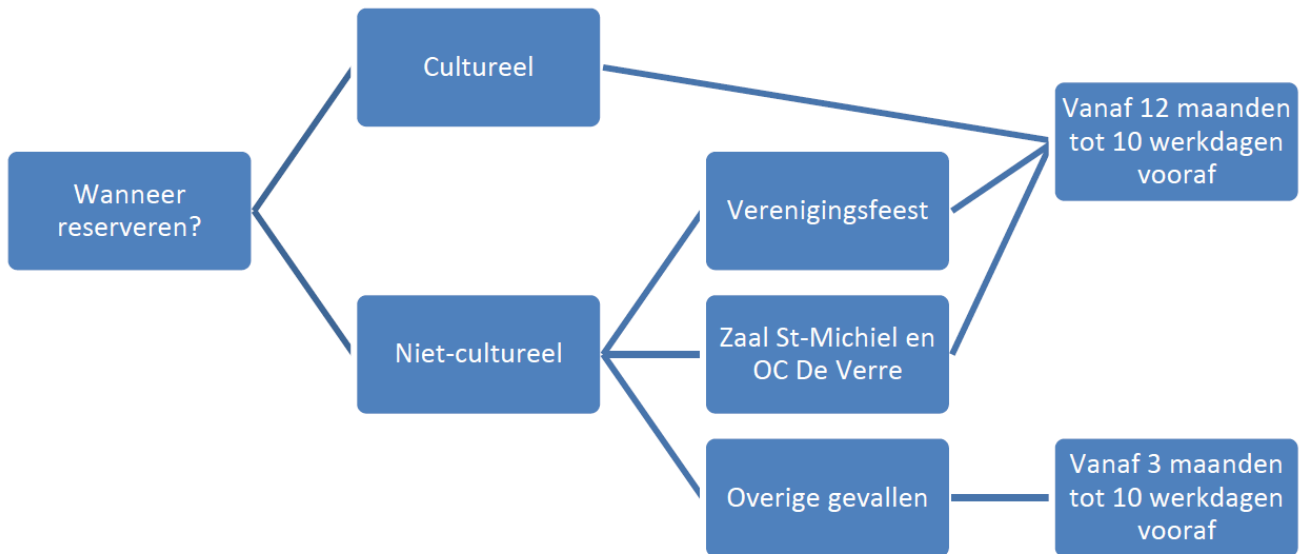 Wanneer
reserveren?
Cultureel
Niet-cultureel
Verenigingsfeest
Zaal St-Michiel en
OC De Verre
Overige gevallen
Vanaf 12 maanden
tot 10 werkdagen
vooraf
Vanaf 3 maanden
tot 10 werkdagen
vooraf